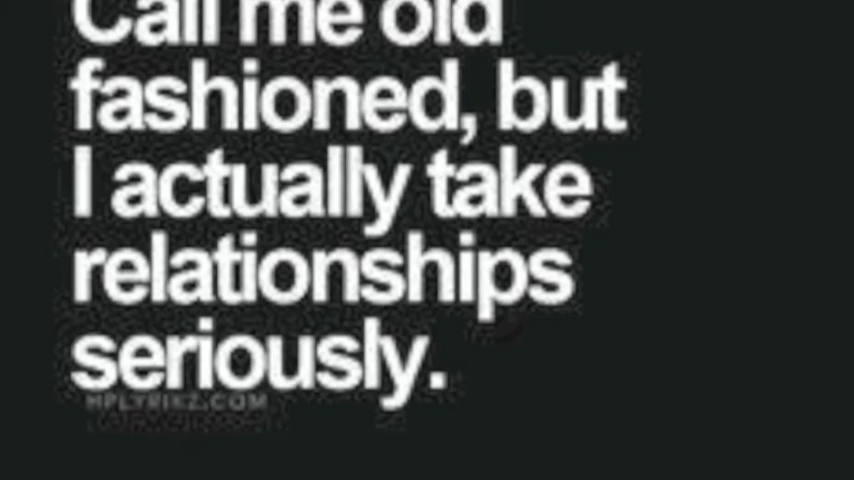 Call me old
fashioned, but
I actually take
relationships
seriously.
HPLYRIKZ.COM